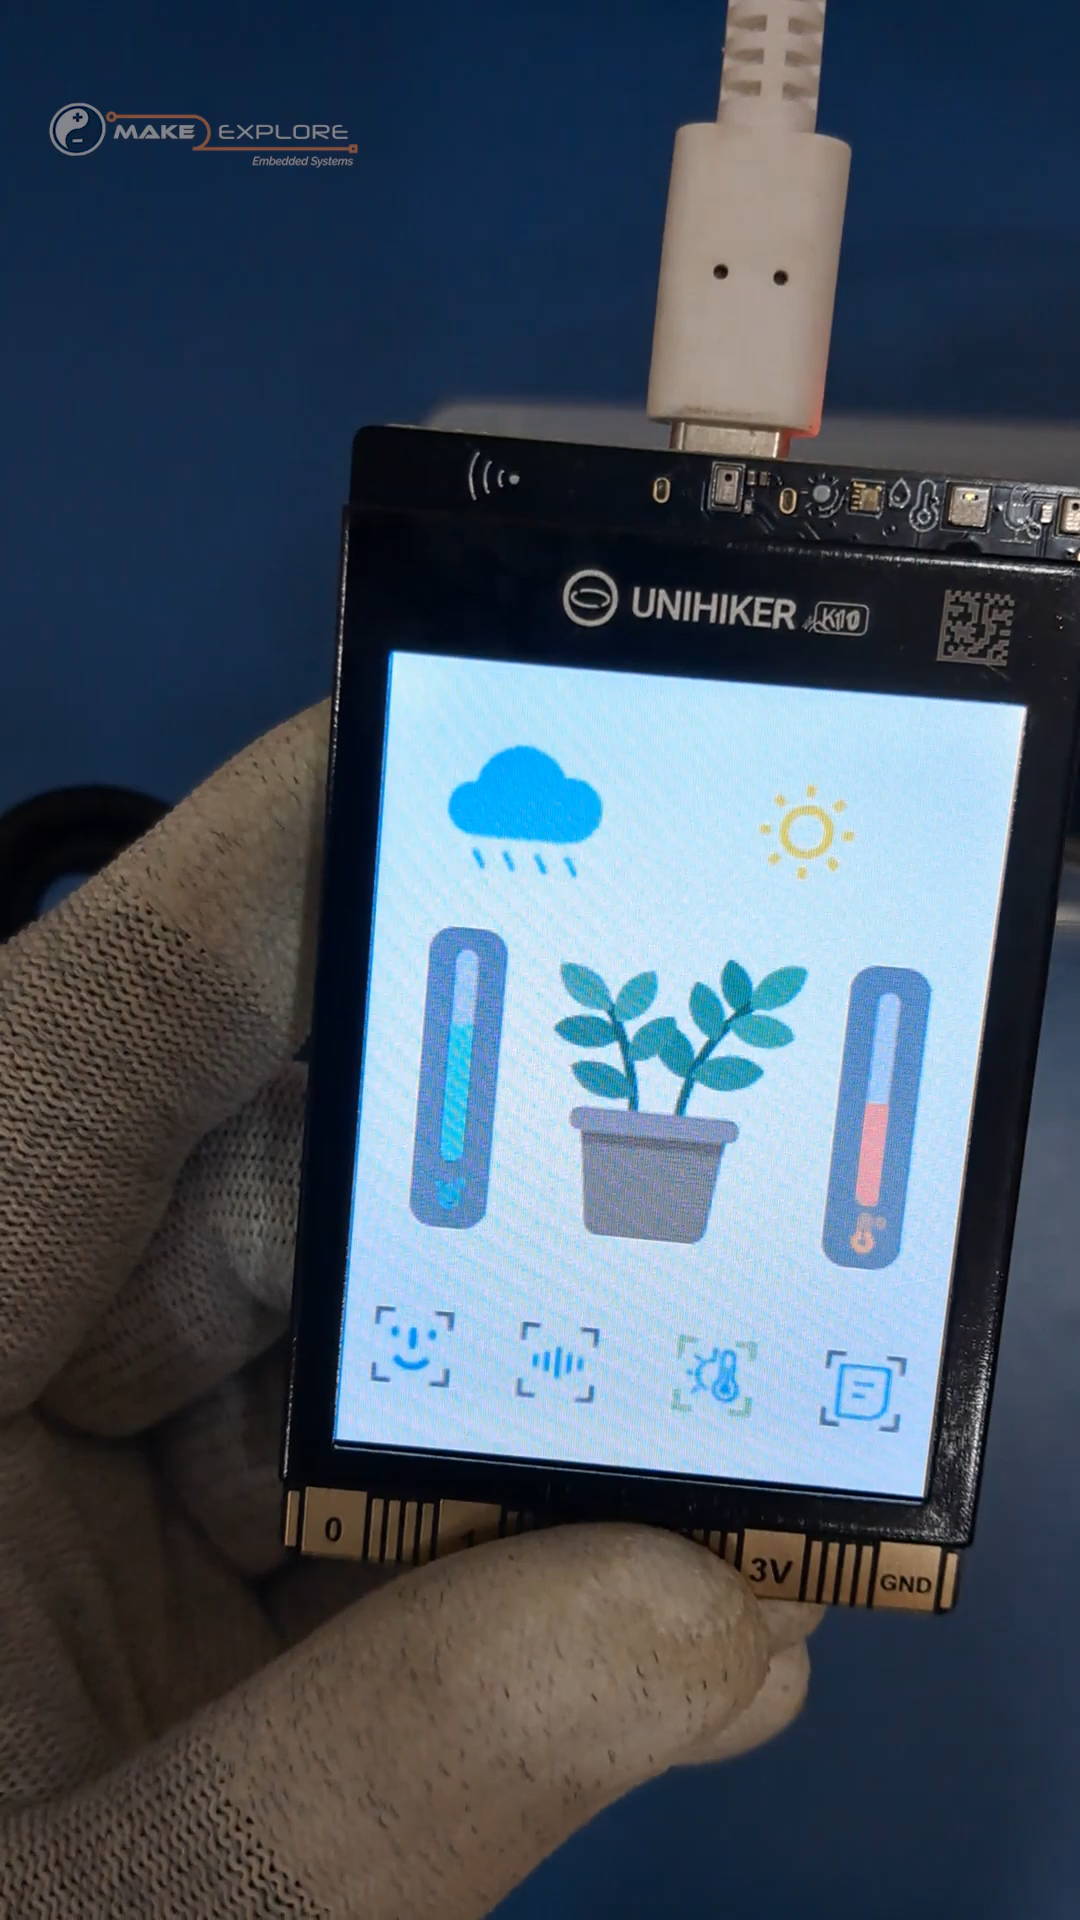 MAKE EXPLORE
Embedded Systems
UNIHIKER K10
0
3V
GND